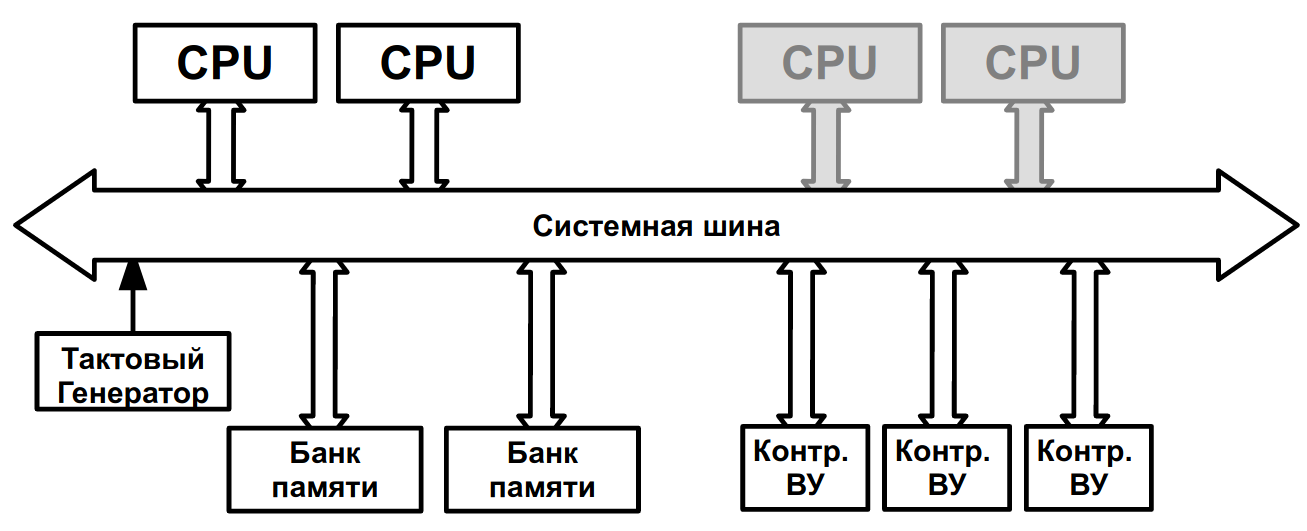 CPU
CPU
CPU
CPU
Системная шина
Тактовый
Генератор
Банк
памяти
Банк
памяти
Контр.
ВУ
Контр.
ВУ
Контр.
ВУ